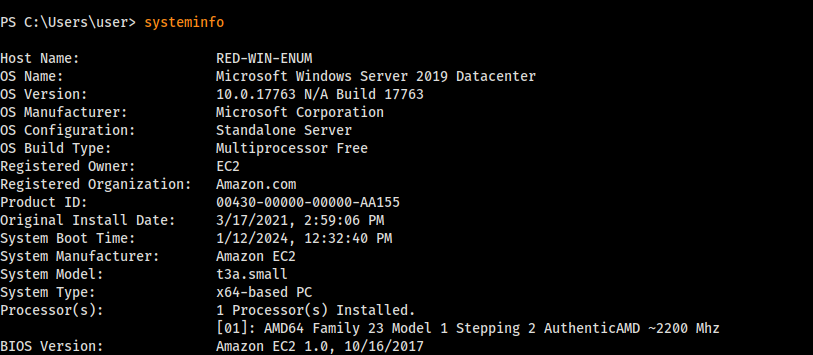 PS C:\Users\user> systeminfo
Host Name: RED-WIN-ENUM
OS Name: Microsoft Windows Server 2019 Datacenter
OS Version: 10.0.17763 N/A Build 17763
OS Manufacturer: Microsoft Corporation
OS Configuration: Standalone Server
OS Build Type: Multiprocessor Free
Registered Owner: EC2
Registered Organization: Amazon.com
Product ID: 00430-00000-00000-AA155
Original Install Date: 3/17/2021, 2:59:06 PM
System Boot Time: 1/12/2024, 12:32:40 PM
System Manufacturer: Amazon EC2
System Model: t3a.small
System Type: x64-based PC
Processor(s): 1 Processor(s) Installed.
[01]: AMD64 Family 23 Model 1 Stepping 2 AuthenticAMD ~2200 Mhz
BIOS Version: Amazon EC2 1.0, 10/16/2017